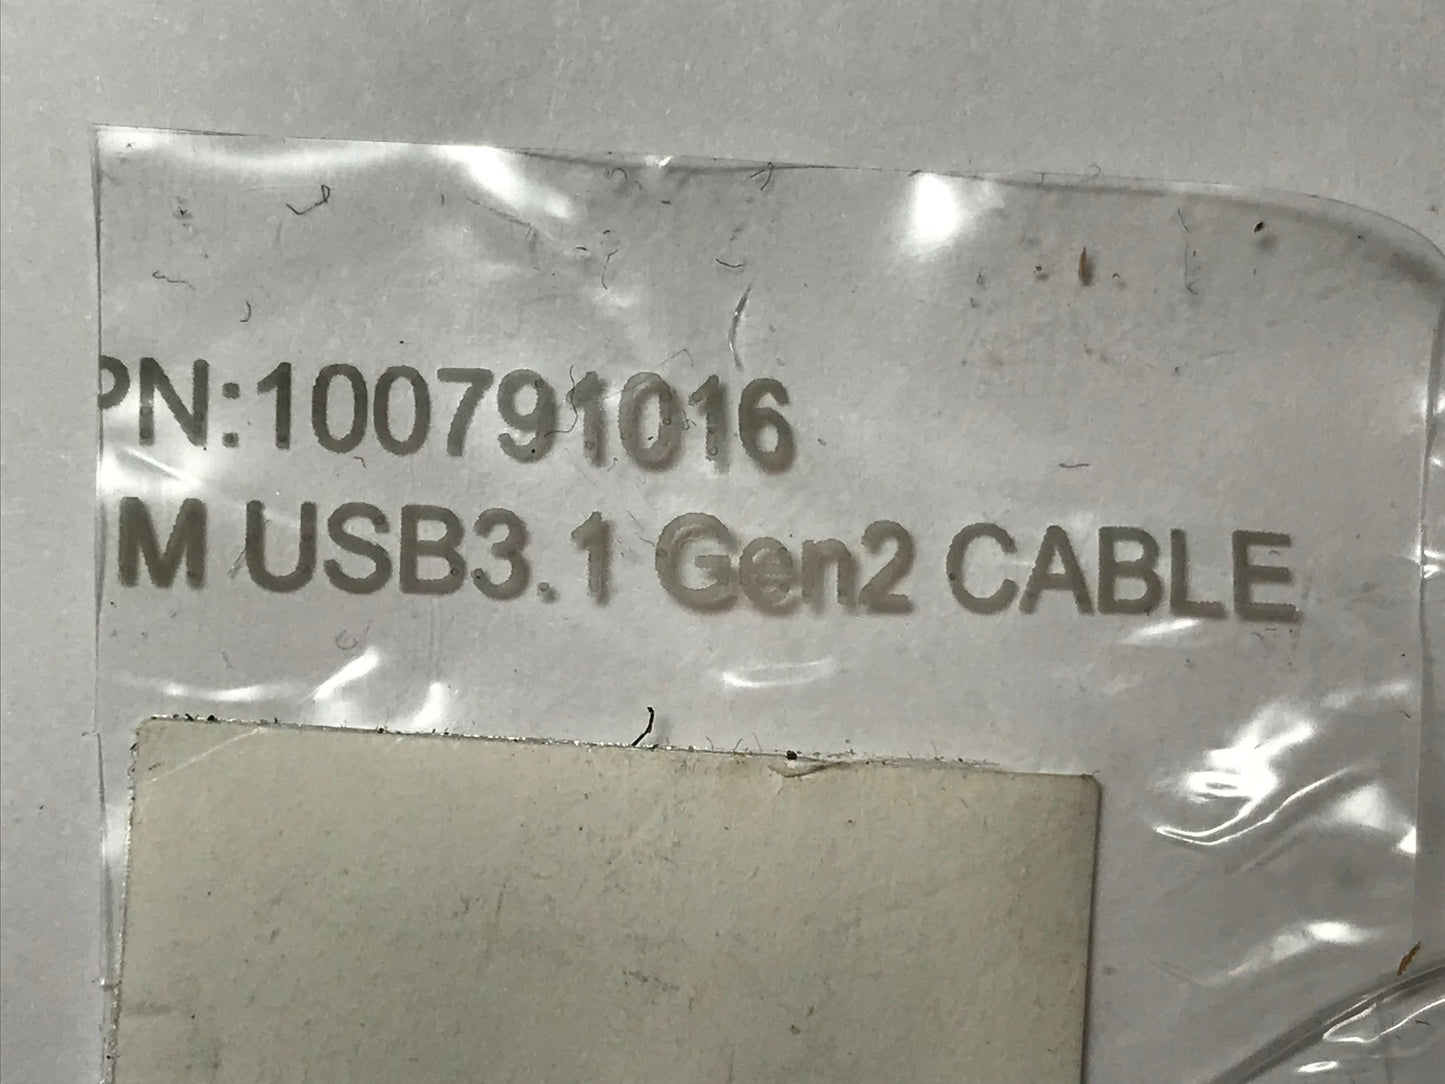 PN:100791016
M USB3.1 Gen2 CABLE